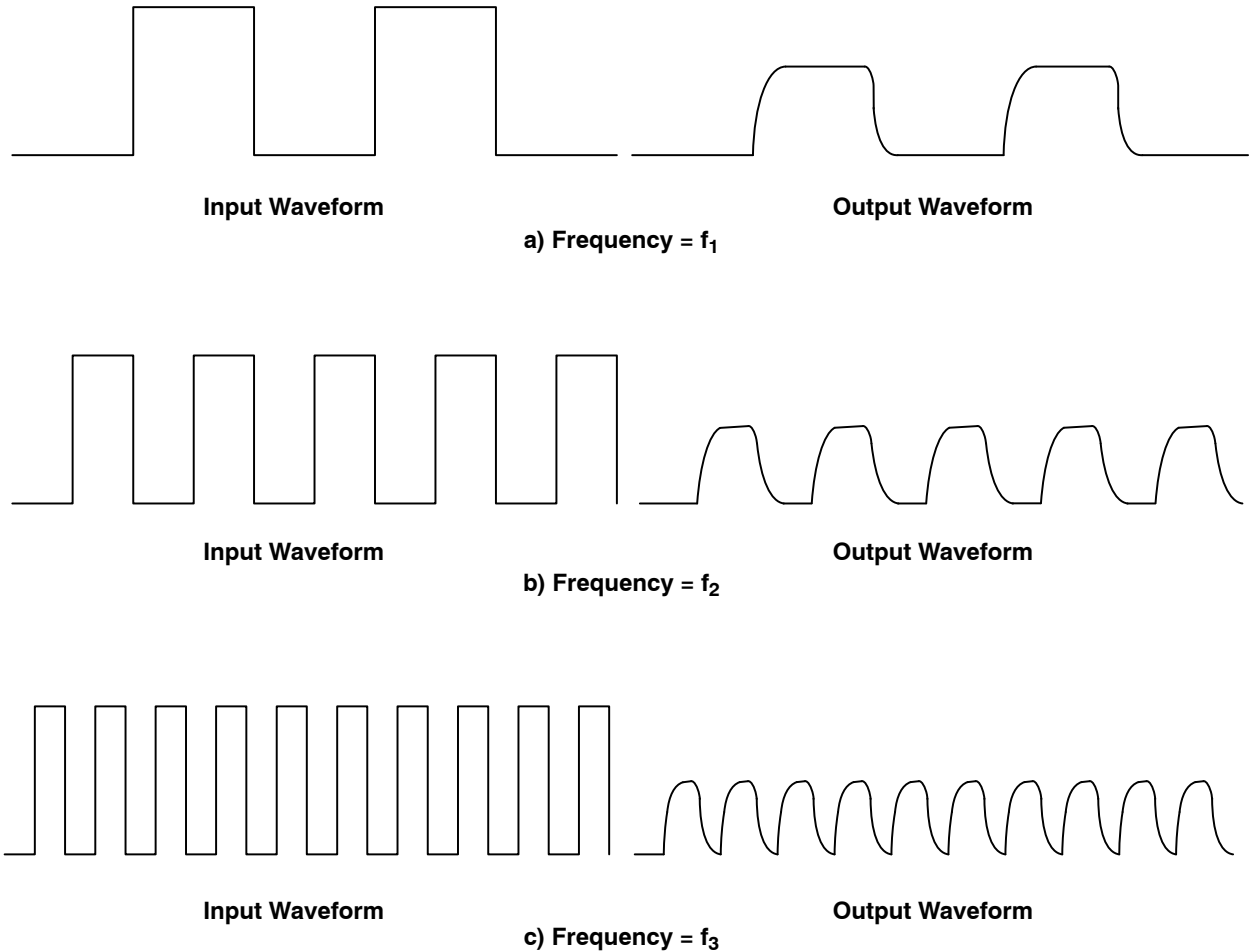 Input Waveform
Output Waveform
a) Frequency = f1
Input Waveform
Output Waveform
b) Frequency = f2
Input Waveform
Output Waveform
c) Frequency = f3